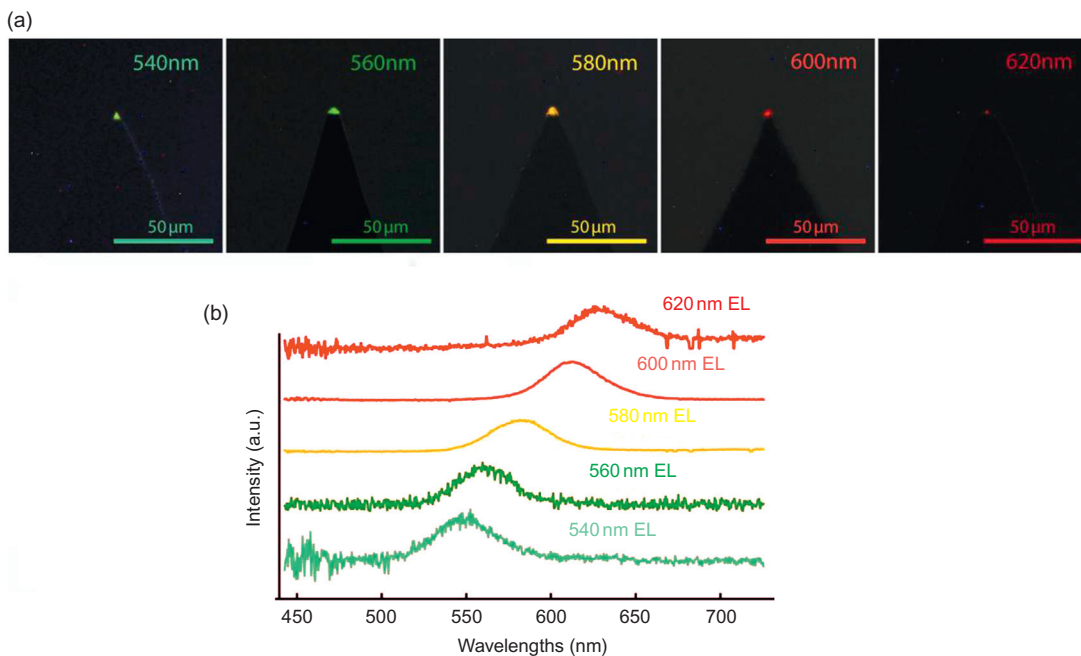 (a)
540nm
560nm
580nm
600nm
620nm
50 µm
50 µm
50 µm
50 µm
50 µm
(b)
620 nm EL
600 nm EL
580 nm EL
560 nm EL
540 nm EL
Intensity (a.u.)
450 500 550 600 650 700
Wavelengths (nm)